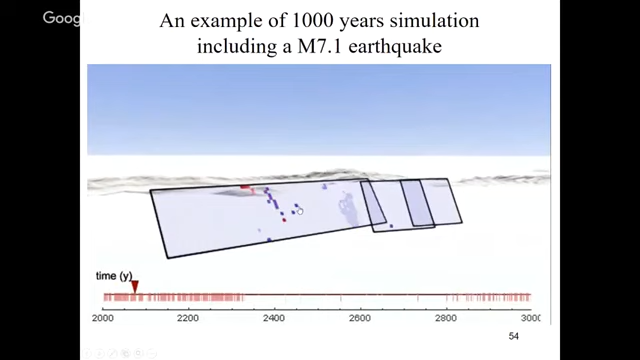 Goog
An example of 1000 years simulation
including a M7.1 earthquake
time (y)
2000 2200 2400 2600 2800 3000
54